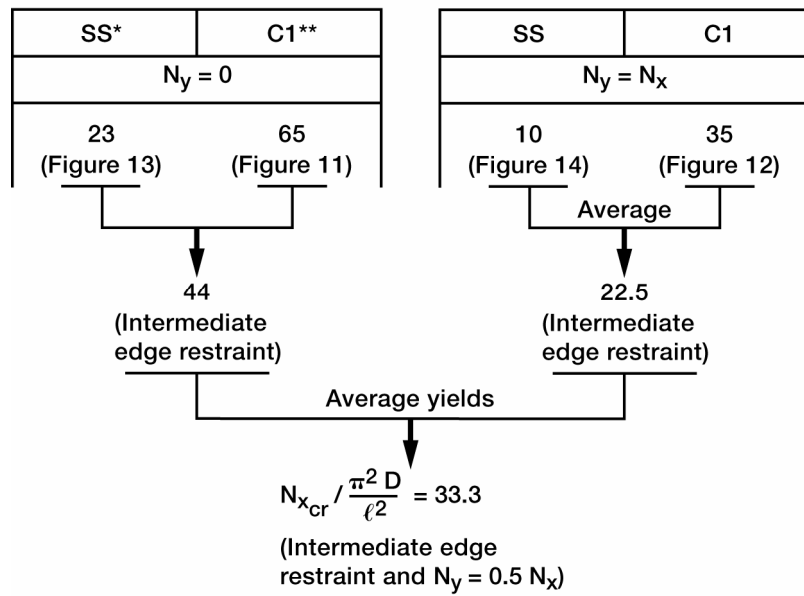 SS* C1** SS C1
N_y = 0 N_y = N_x
23 65 10 35
(Figure 13) (Figure 11) (Figure 14) (Figure 12)
Average
44 22.5
(Intermediate (Intermediate
edge restraint) edge restraint)
Average yields
N_x_cr / π² D / ℓ² = 33.3
(Intermediate edge
restraint and N_y = 0.5 N_x)